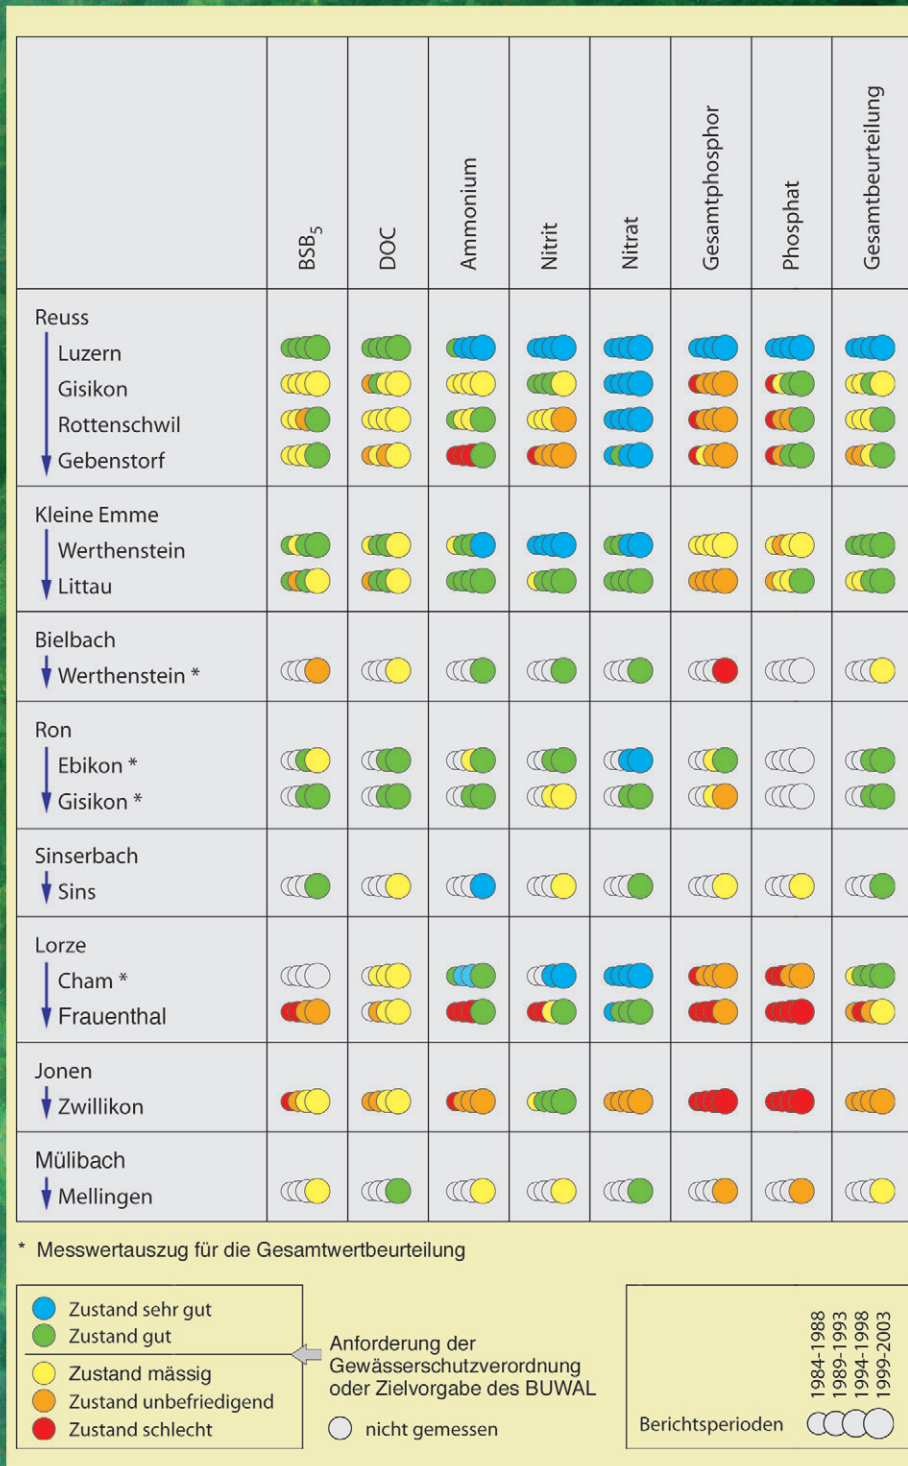 BSB5
DOC
Ammonium
Nitrit
Nitrat
Gesamtphosphor
Phosphat
Gesamtbeurteilung
Reuss
Luzern
Gisikon
Rottenschwil
Gebenstorf
Kleine Emme
Werthenstein
Littau
Bielbach
Werthenstein *
Ron
Ebikon *
Gisikon *
Sinserbach
Sins
Lorze
Cham *
Frauenthal
Jonen
Zwillikon
Mülibach
Mellingen
* Messwertauszug für die Gesamtwertbeurteilung
Zustand sehr gut
Zustand gut
Zustand mässig
Zustand unbefriedigend
Zustand schlecht
Anforderung der
Gewässerschutzverordnung
oder Zielvorgabe des BUWAL
nicht gemessen
Berichtsperioden
1984-1988
1989-1993
1994-1998
1999-2003